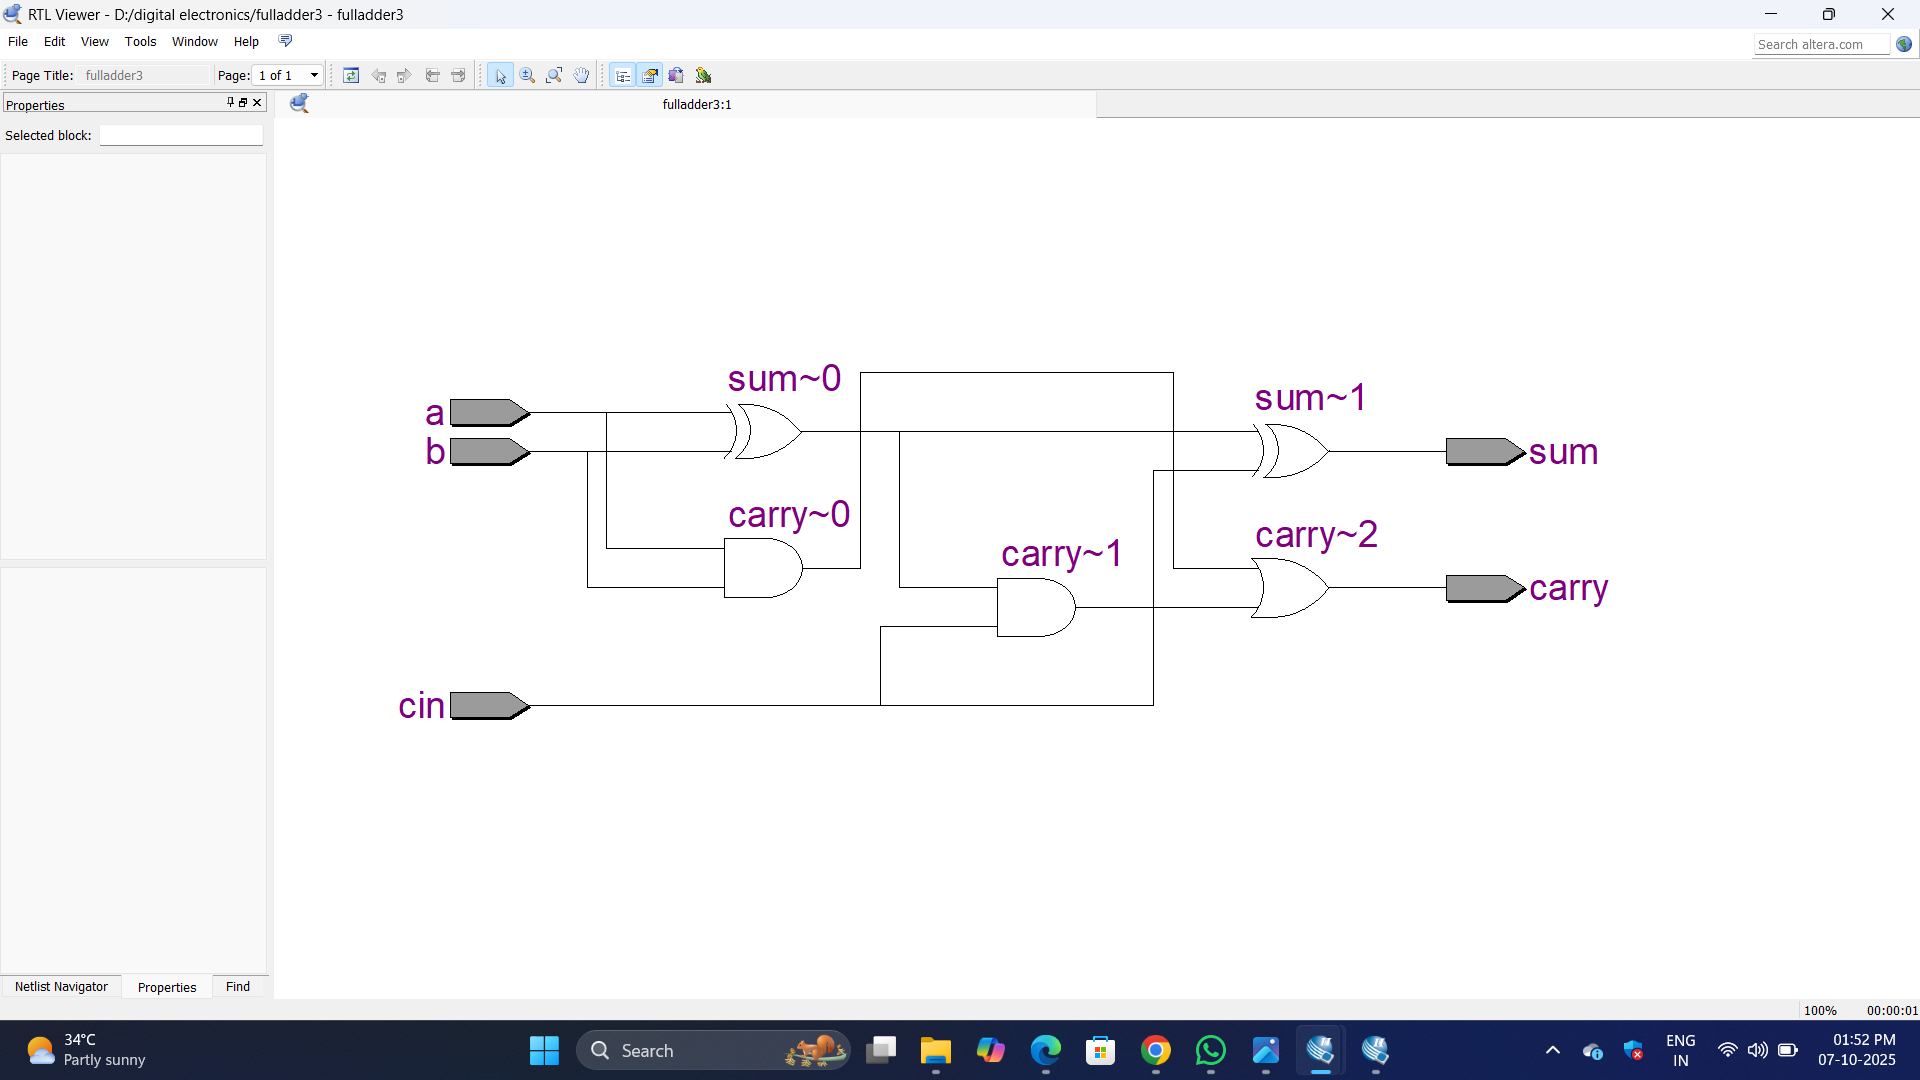 RTL Viewer - D:/digital electronics/fulladder3 - fulladder3
File Edit View Tools Window Help
Search altera.com
Page Title: fulladder3 Page: 1 of 1
Properties
fulladder3:1
Selected block:
sum~0
sum~1
a
b
sum
carry~0
carry~1
carry~2
carry
cin
Netlist Navigator Properties Find
100% 00:00:01
34°C
Partly sunny
Search
ENG
IN
01:52 PM
07-10-2025